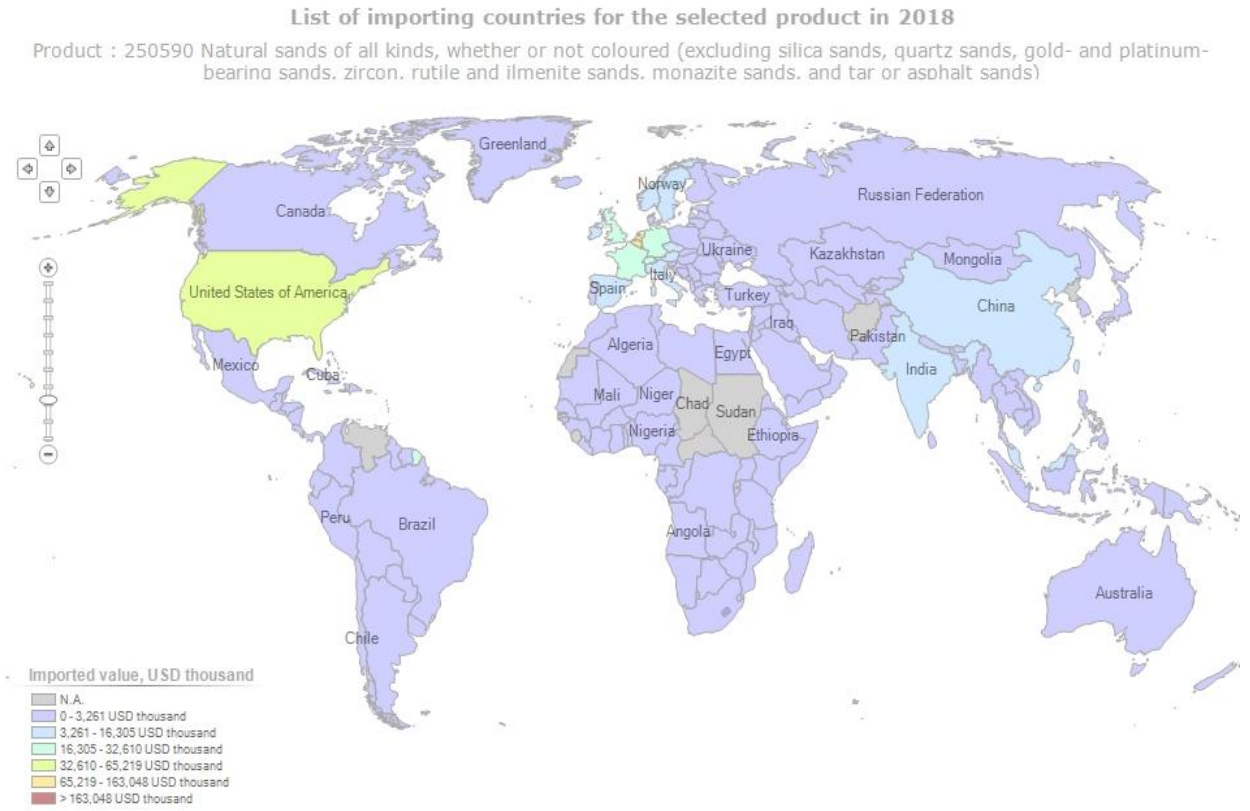 List of importing countries for the selected product in 2018
Product : 250590 Natural sands of all kinds, whether or not coloured (excluding silica sands, quartz sands, gold- and platinum-
bearing sands, zircon, rutile and ilmenite sands, monazite sands, and tar or asphalt sands)
Greenland
Norway
Russian Federation
Canada
Ukraine
Kazakhstan
Mongolia
Italy
United States of America
Spain
Turkey
China
Iraq
Pakistan
Algeria
Egypt
Mexico
Cuba
India
Mali
Niger
Chad
Sudan
Nigeria
Ethiopia
Peru
Brazil
Angola
Australia
Chile
Imported value, USD thousand
N.A.
0 - 3,261 USD thousand
3,261 - 16,305 USD thousand
16,305 - 32,610 USD thousand
32,610 - 65,219 USD thousand
65,219 - 163,048 USD thousand
> 163,048 USD thousand